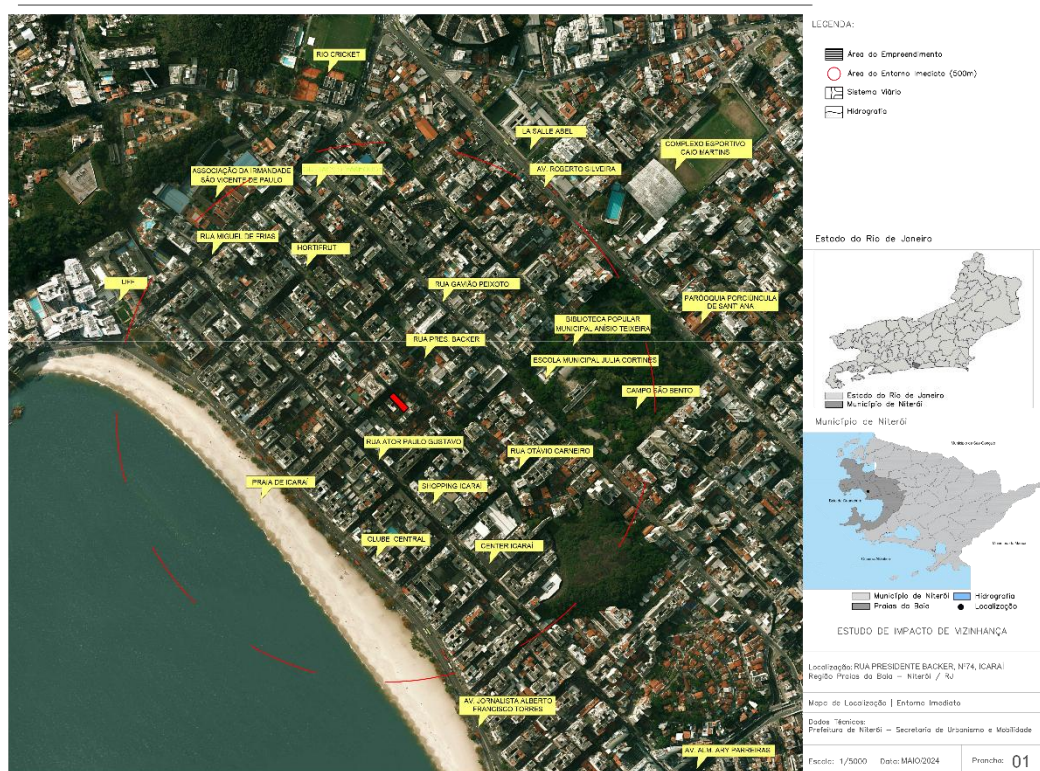 RIO CRICKET
LA SALLE ABEL
COMPLEXO ESPORTIVO
CAIO MARTINS
ASSOCIAÇÃO DA IRMANDADE
SÃO VICENTE DE PAULO
AV. ROBERTO SILVEIRA
RUA MIGUEL DE FRIAS
HORTIFRUT
UFF
RUA GAVIÃO PEIXOTO
PAROQUIA PORCIÚNCULA
DE SANT' ANA
BIBLIOTECA POPULAR
MUNICIPAL ANÍSIO TEIXEIRA
RUA PRES. BACKER
ESCOLA MUNICIPAL JULIA CORTINES
CAMPO SÃO BENTO
RUA ATOR PAULO GUSTAVO
RUA OTÁVIO CARNEIRO
PRAIA DE ICARAÍ
SHOPPING ICARAÍ
CLUBE CENTRAL
CENTER ICARAÍ
AV. JORNALISTA ALBERTO
FRANCISCO TORRES
AV. ALM. ARY PARREIRAS
LEGENDA:
Área do Empreendimento
Área do Entorno Imediato (500m)
Sistema Viário
Hidrografia
Estado do Rio de Janeiro
Estado do Rio de Janeiro
Município de Niterói
Município de Niterói
Município de São Gonçalo
Município de Niterói
Hidrografia
Praias da Baía
Localização
ESTUDO DE IMPACTO DE VIZINHANÇA
Localização: RUA PRESIDENTE BACKER, Nº74, ICARAÍ
Região Praias da Baía – Niterói / RJ
Mapa de Localização | Entorno Imediato
Dados Técnicos:
Prefeitura de Niterói – Secretaria de Urbanismo e Mobilidade
Escala: 1/5000 Data: MAIO/2024 Prancha: 01